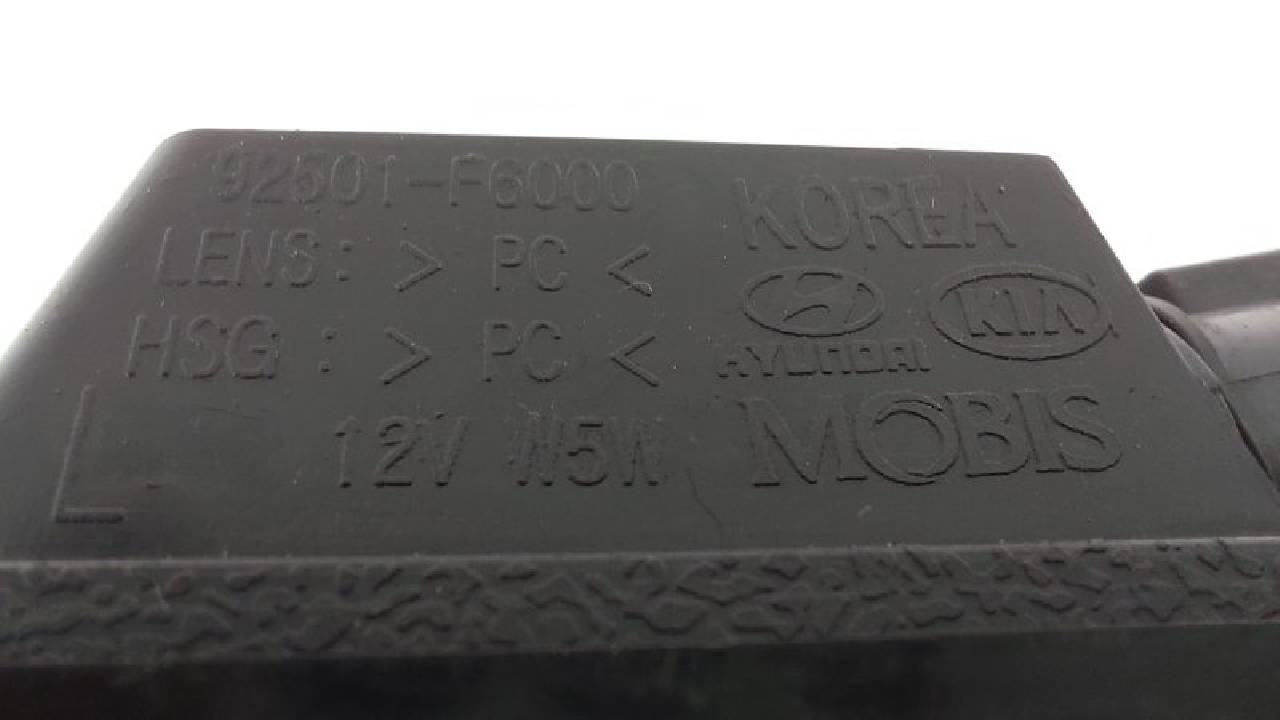 92501-F6000
LENS: > PC <
HSG : > PC <
L
12V W5W
KOREA
HYUNDAI
KIA
MOBIS